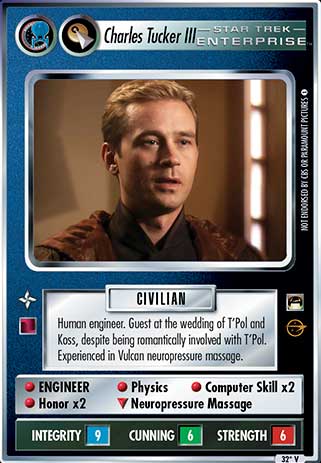 Charles Tucker III
STAR TREK
ENTERPRISE
NOT ENDORSED BY CBS OR PARAMOUNT PICTURES
CIVILIAN
Human engineer. Guest at the wedding of T'Pol and
Koss, despite being romantically involved with T'Pol.
Experienced in Vulcan neuropressure massage.
ENGINEER Physics Computer Skill x2
Honor x2 Neuropressure Massage
INTEGRITY 9 CUNNING 6 STRENGTH 6
32* V